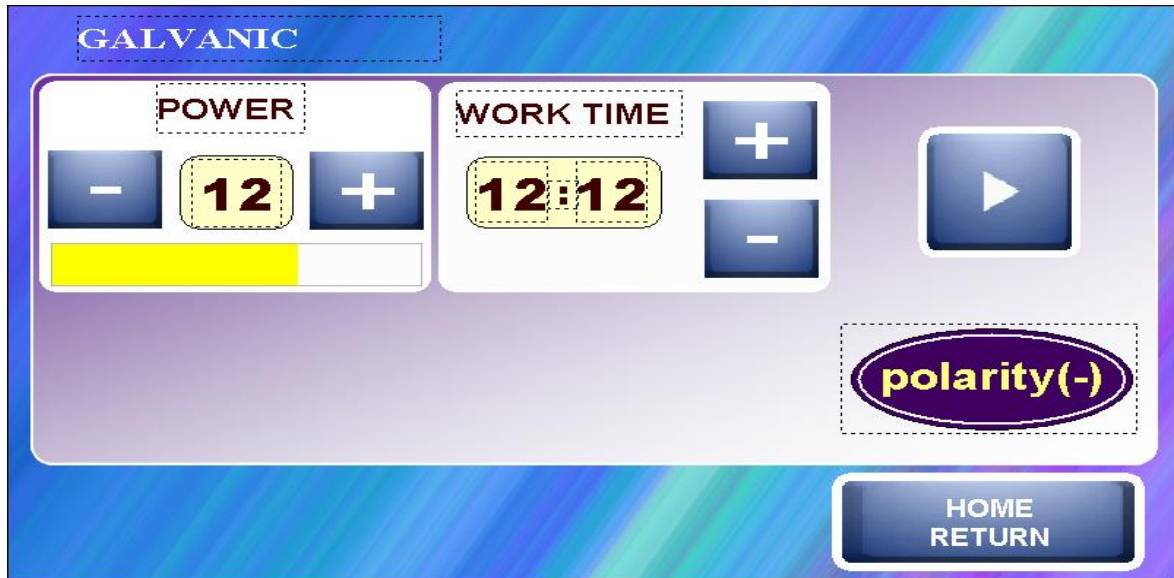 GALVANIC
POWER
- 12 +
WORK TIME
12:12
+
-
polarity(-)
HOME
RETURN